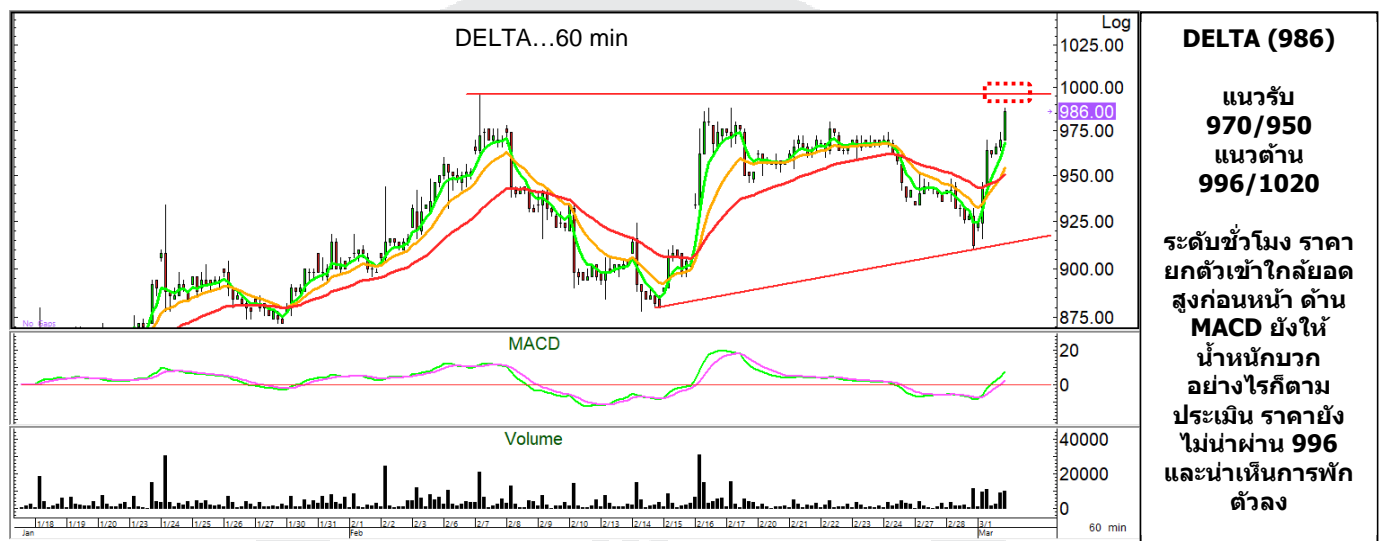 DELTA...60 min
Log
1025.00
1000.00
986.00
975.00
950.00
925.00
900.00
875.00
No Gaps
MACD
20
0
Volume
40000
20000
0
1/18 1/19 1/20 1/23 1/24 1/25 1/26 1/27 1/30 1/31 2/1 2/2 2/3 2/6 2/7 2/8 2/9 2/10 2/13 2/14 2/15 2/16 2/17 2/20 2/21 2/22 2/23 2/24 2/27 2/28 3/1
Jan Feb Mar
60 min
DELTA (986)
แนวรับ
970/950
แนวต้าน
996/1020
ระดับชั่วโมง ราคา
ยกตัวเข้าใกล้ยอด
สูงก่อนหน้า ด้าน
MACD ยังให้
น้ำหนักบวก
อย่างไรก็ตาม
ประเมิน ราคายัง
ไม่น่าผ่าน 996
และน่าเห็นการพัก
ตัวลง